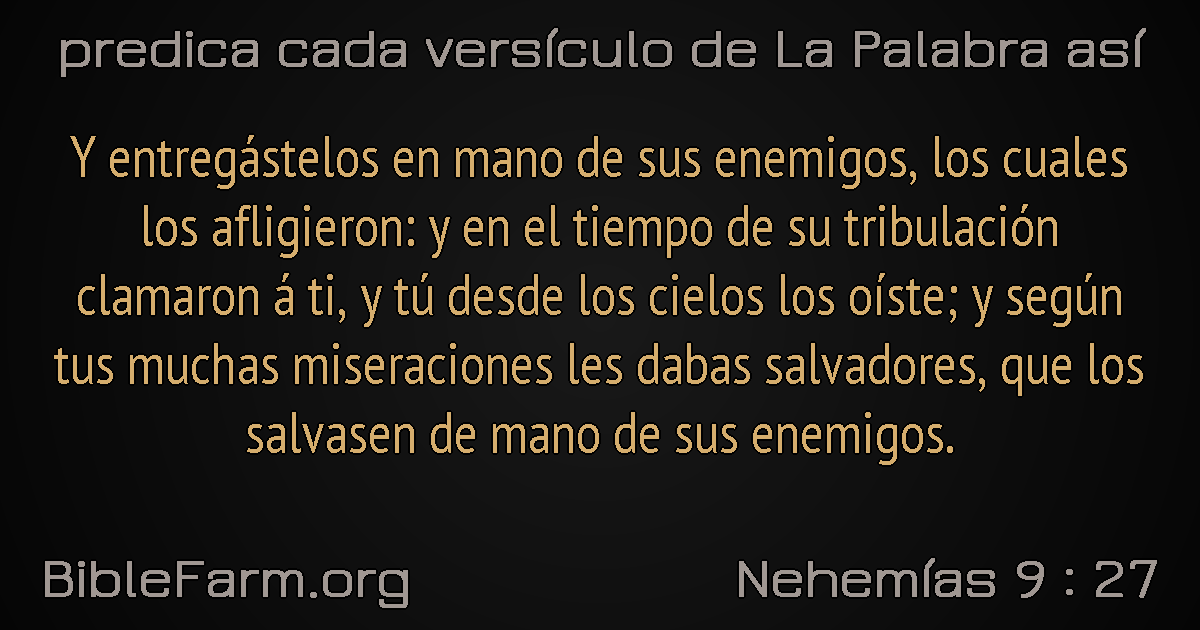 predica cada versículo de La Palabra así
Y entregástelos en mano de sus enemigos, los cuales
los afligieron: y en el tiempo de su tribulación
clamaron á ti, y tú desde los cielos los oíste; y según
tus muchas miseraciones les dabas salvadores, que los
salvasen de mano de sus enemigos.
BibleFarm.org
Nehemías 9 : 27